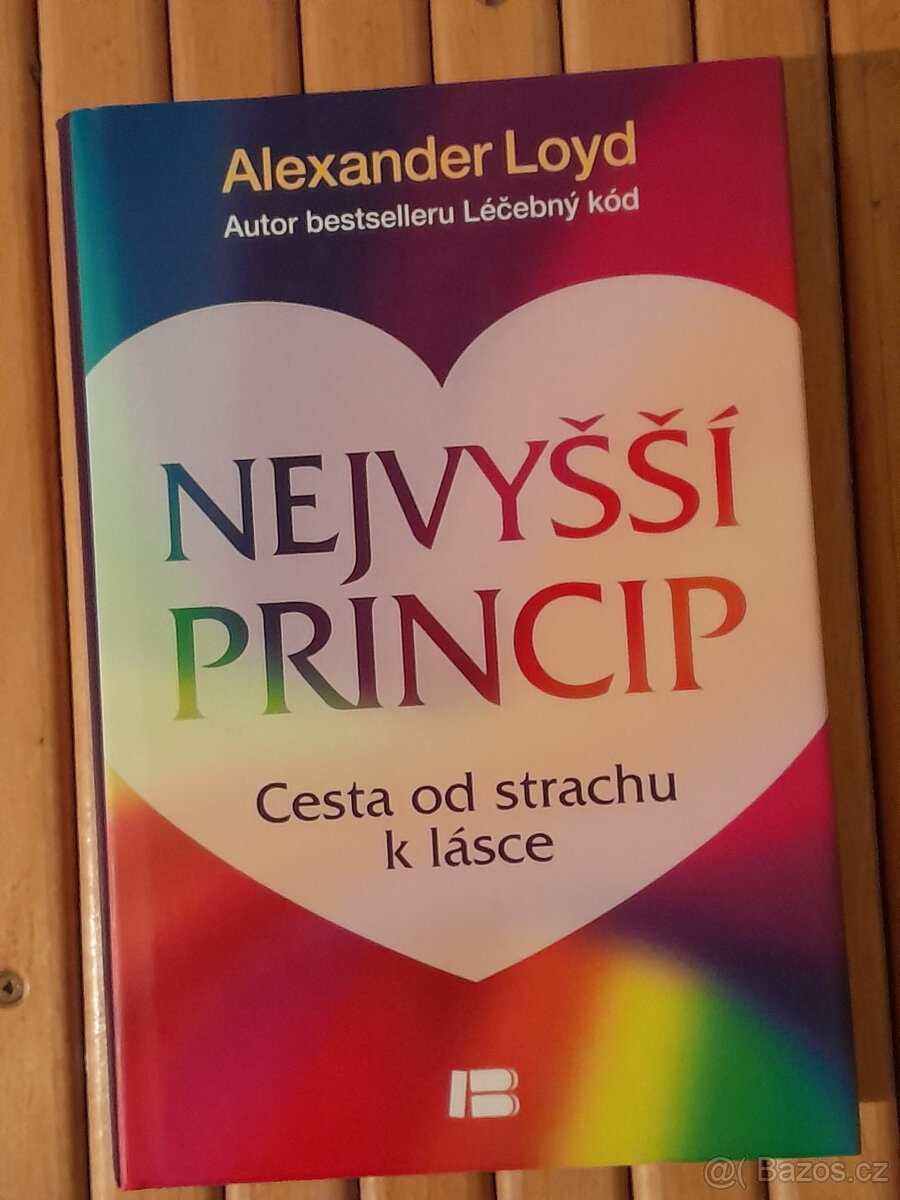 Alexander Loyd
Autor bestselleru Léčebný kód
NEJVYŠŠÍ
PRINCIP
Cesta od strachu
k lásce
B
@( Bazos.cz